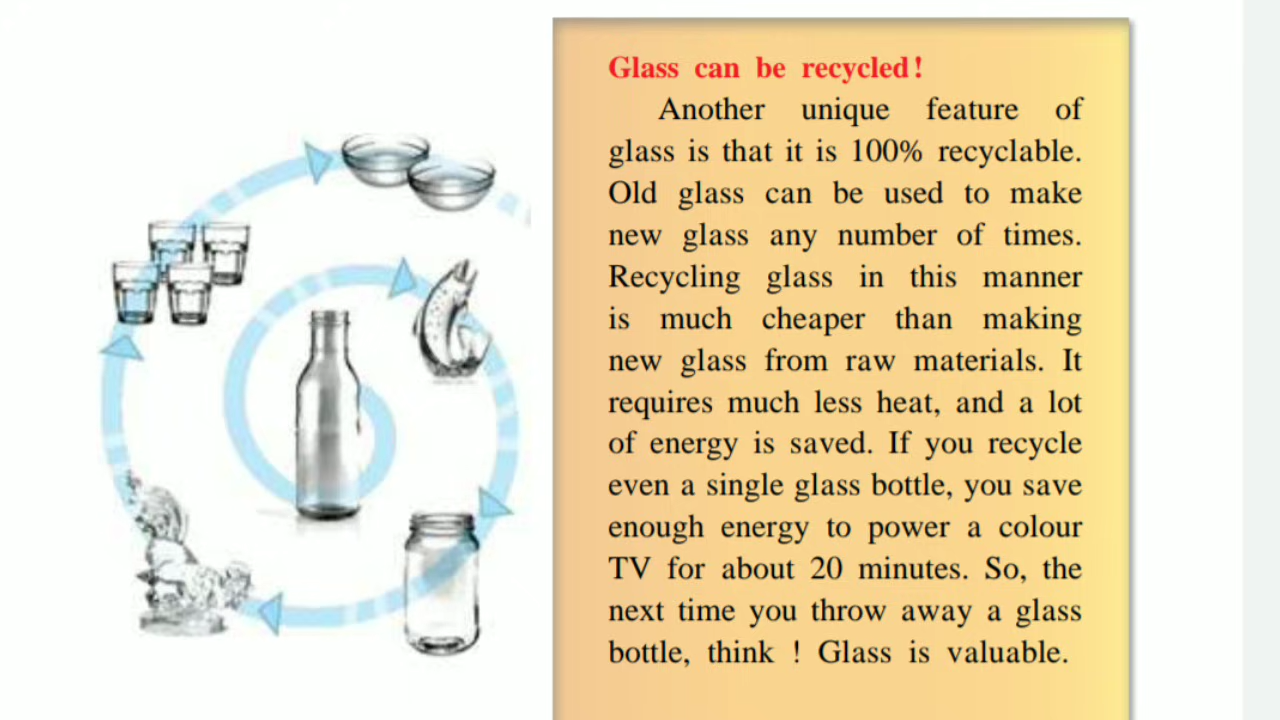 Glass can be recycled!
Another unique feature of
glass is that it is 100% recyclable.
Old glass can be used to make
new glass any number of times.
Recycling glass in this manner
is much cheaper than making
new glass from raw materials. It
requires much less heat, and a lot
of energy is saved. If you recycle
even a single glass bottle, you save
enough energy to power a colour
TV for about 20 minutes. So, the
next time you throw away a glass
bottle, think ! Glass is valuable.